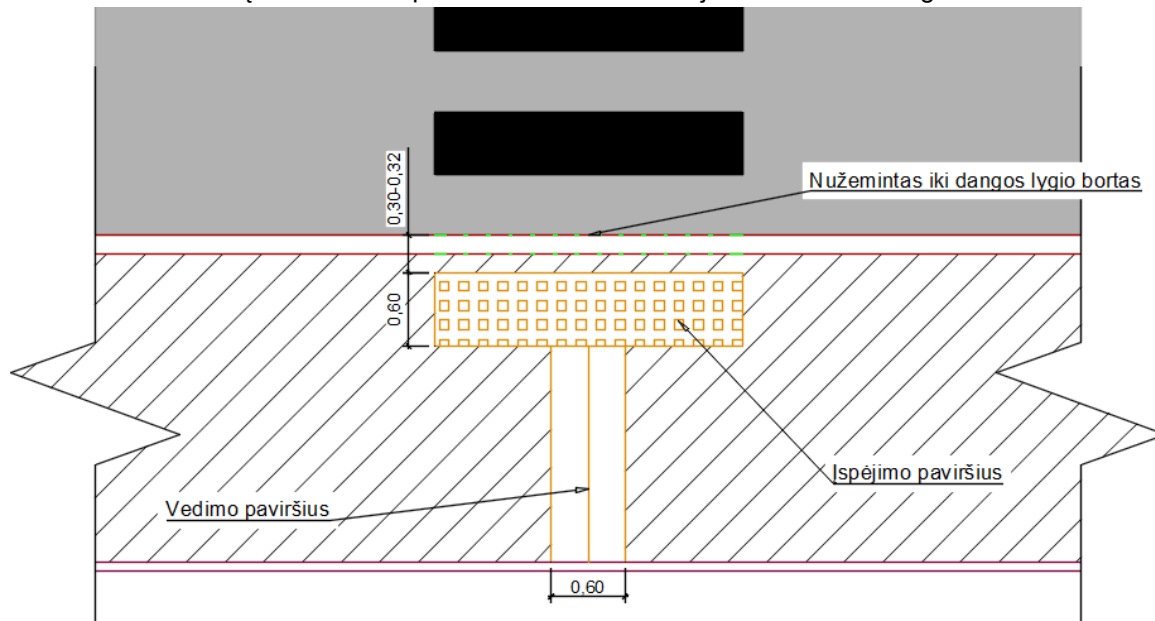 0,30-0,32
Nužemintas iki dangos lygio bortas
0,60
Įspėjimo paviršius
Vedimo paviršius
0,60